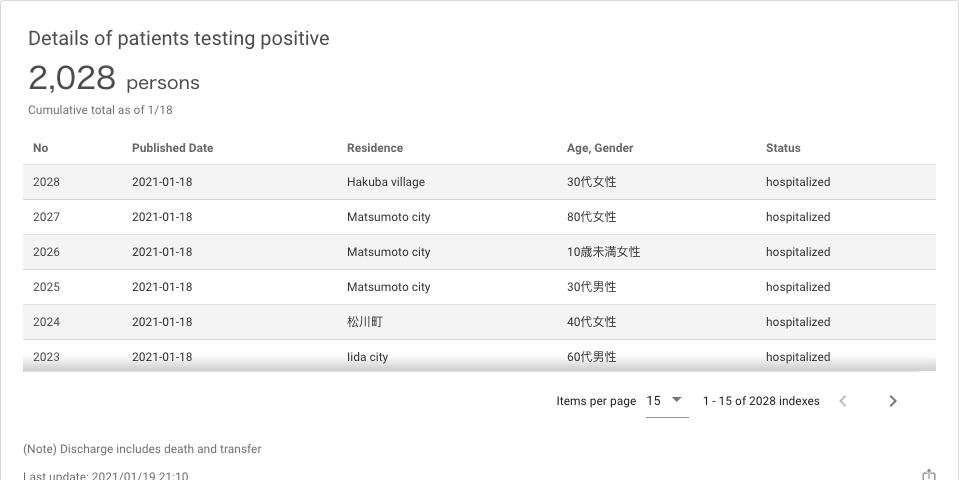 Details of patients testing positive
2,028 persons
Cumulative total as of 1/18
No Published Date Residence Age, Gender Status
2028 2021-01-18 Hakuba village 30代女性 hospitalized
2027 2021-01-18 Matsumoto city 80代女性 hospitalized
2026 2021-01-18 Matsumoto city 10歳未満女性 hospitalized
2025 2021-01-18 Matsumoto city 30代男性 hospitalized
2024 2021-01-18 松川町 40代女性 hospitalized
2023 2021-01-18 Iida city 60代男性 hospitalized
Items per page 15 1 - 15 of 2028 indexes
(Note) Discharge includes death and transfer
Last update: 2021/01/19 21:10